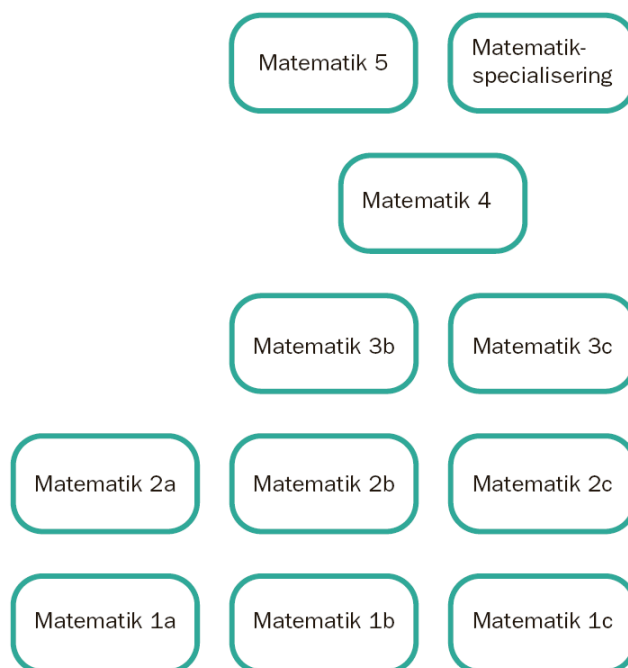 Matematik 5
Matematik-
specialisering
Matematik 4
Matematik 3b
Matematik 3c
Matematik 2a
Matematik 2b
Matematik 2c
Matematik 1a
Matematik 1b
Matematik 1c